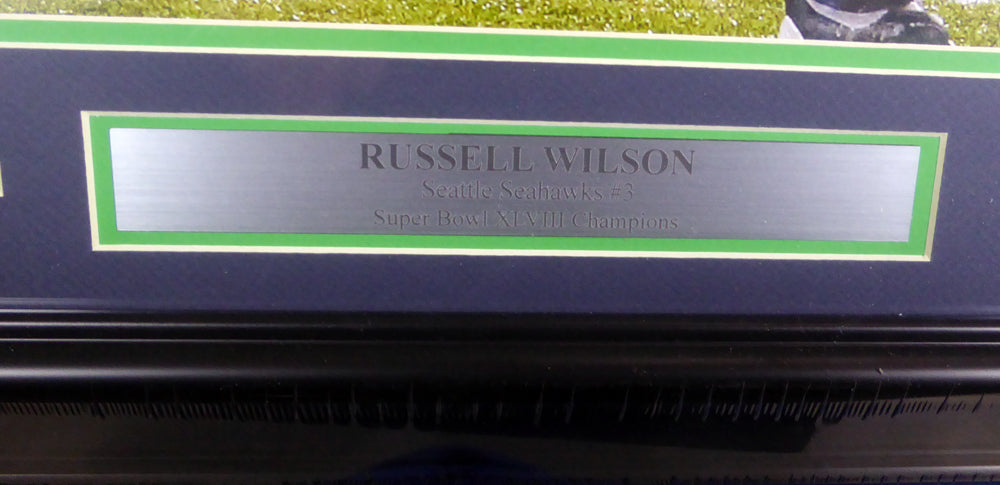 RUSSELL WILSON
Seattle Seahawks #3
Super Bowl XLVIII Champions